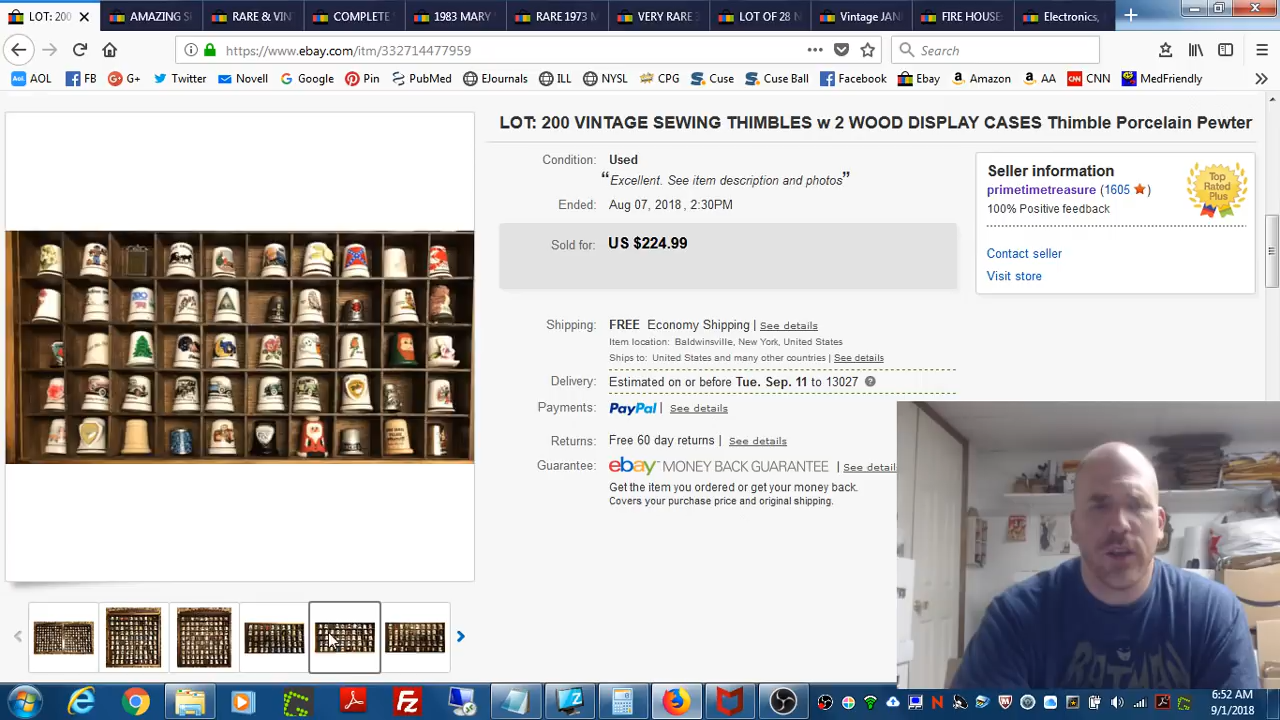 LOT: 200
AMAZING S
RARE & VIN
COMPLETE
1983 MARY
RARE 1973 M
VERY RARE
LOT OF 28 N
Vintage JAN
FIRE HOUS
Electronics,
https://www.ebay.com/itm/332714477959
Search
AOL
FB
G+
Twitter
Novell
Google
Pin
PubMed
EJournals
ILL
NYSL
CPG
Cuse
Cuse Ball
Facebook
Ebay
Amazon
AA
CNN
MedFriendly
LOT: 200 VINTAGE SEWING THIMBLES w 2 WOOD DISPLAY CASES Thimble Porcelain Pewter
Condition: Used
“Excellent. See item description and photos”
Ended: Aug 07, 2018 , 2:30PM
Sold for: US $224.99
Shipping: FREE Economy Shipping | See details
Item location: Baldwinsville, New York, United States
Ships to: United States and many other countries | See details
Delivery: Estimated on or before Tue. Sep. 11 to 13027
Payments: PayPal | See details
Returns: Free 60 day returns | See details
Guarantee: ebay MONEY BACK GUARANTEE | See detail
Get the item you ordered or get your money back.
Covers your purchase price and original shipping.
Seller information
primetimetreasure (1605 )
100% Positive feedback
Top Rated Plus
Contact seller
Visit store
BATMAN
6:52 AM
9/1/2018